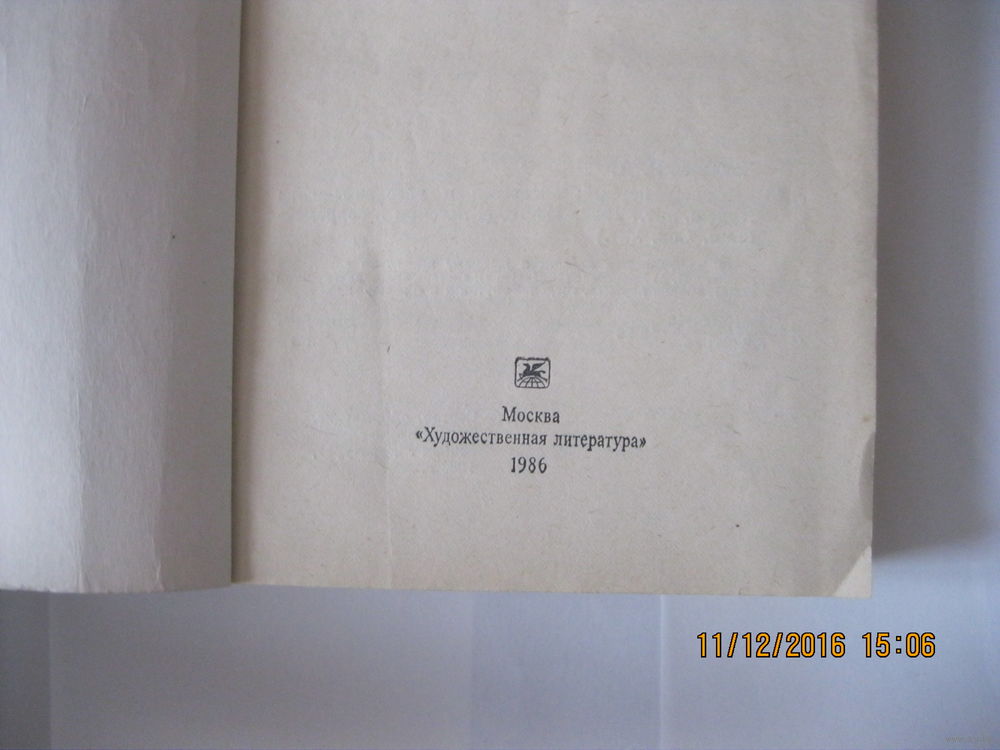 Москва
«Художественная литература»
1986
11/12/2016 15:06